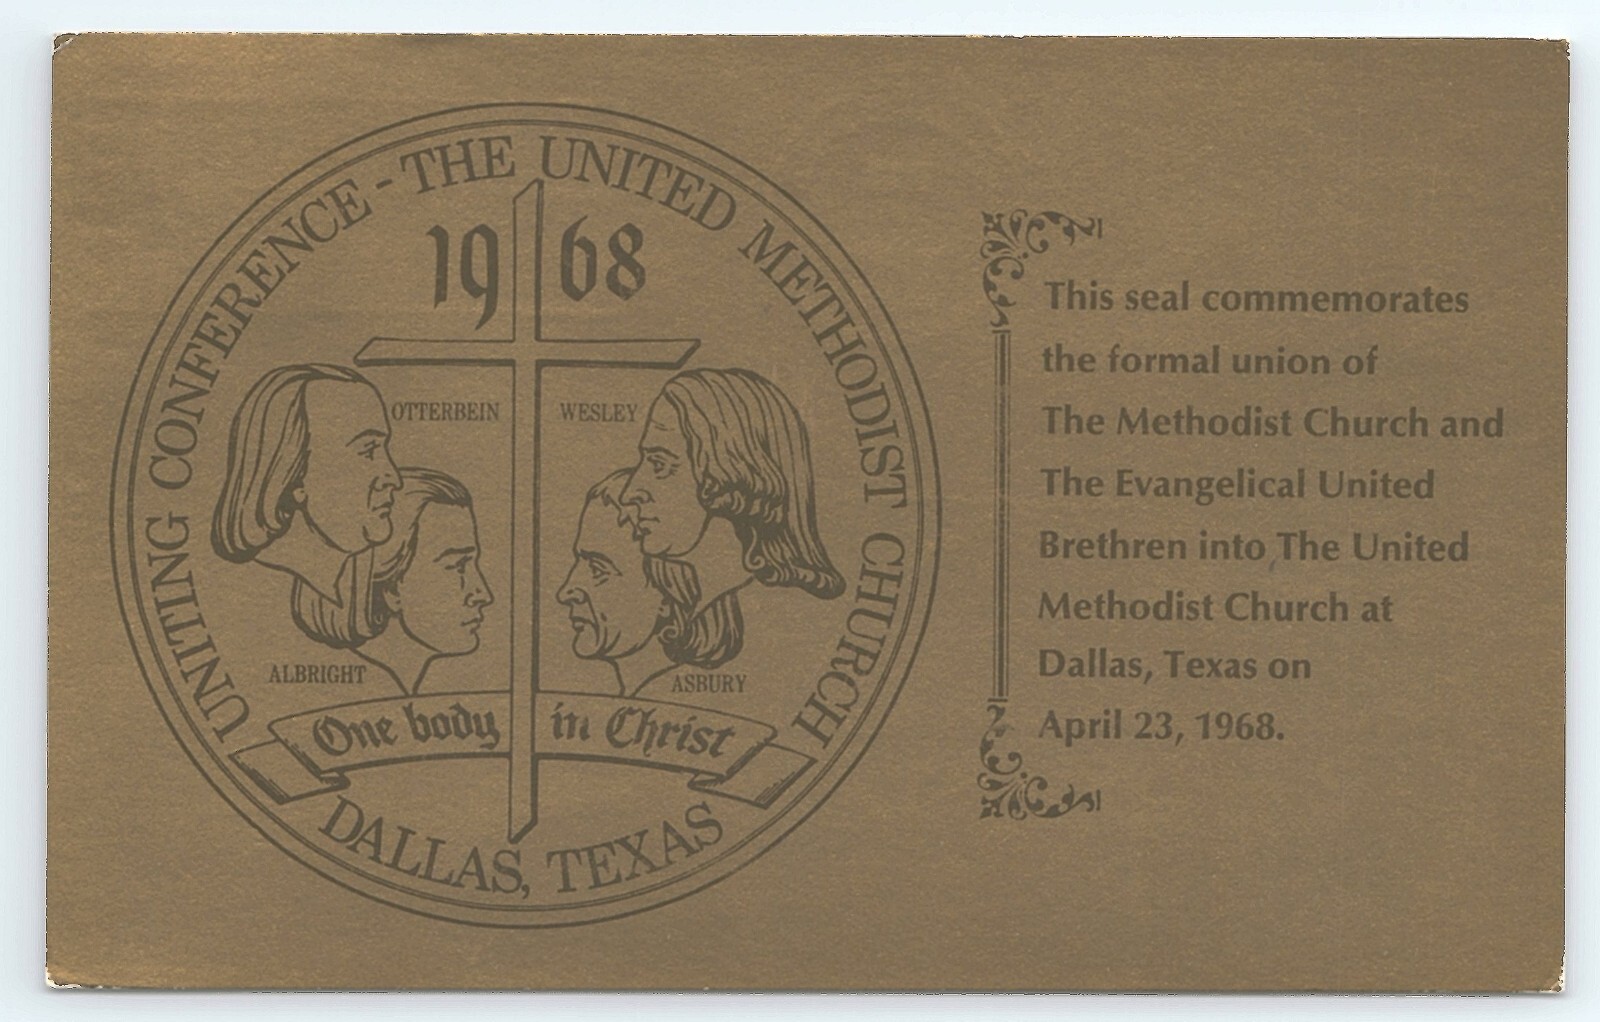 UNITING CONFERENCE - THE UNITED METHODIST CHURCH
1968
OTTERBEIN
WESLEY
ALBRIGHT
ASBURY
One body in Christ
DALLAS, TEXAS
This seal commemorates
the formal union of
The Methodist Church and
The Evangelical United
Brethren into The United
Methodist Church at
Dallas, Texas on
April 23, 1968.